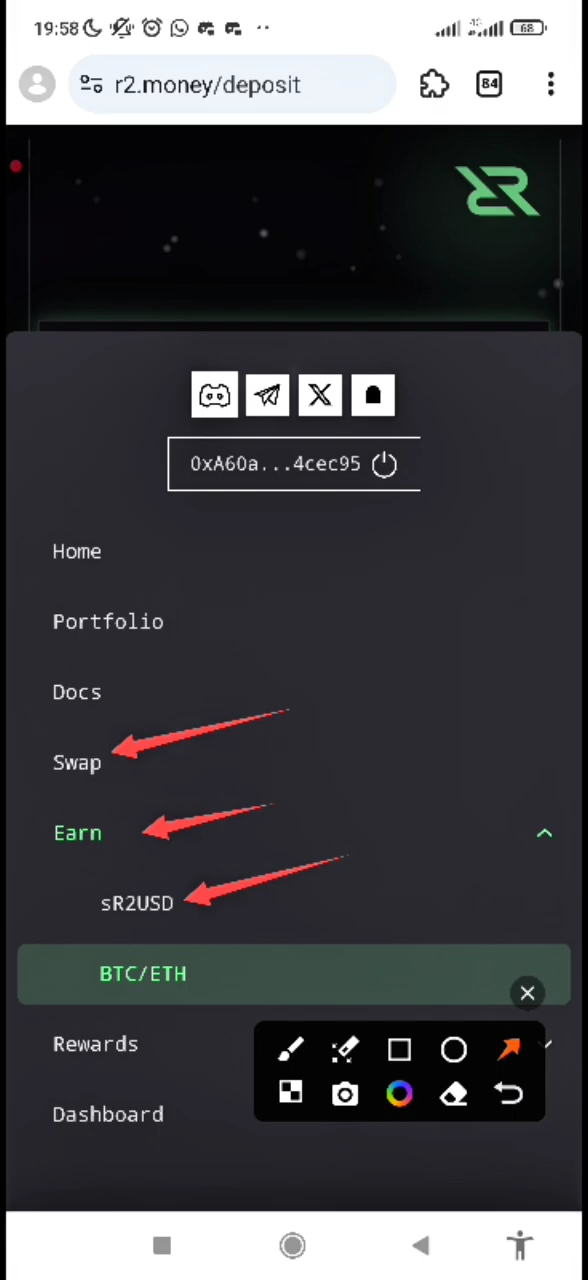 19:58 4G 68
r2.money/deposit 84
0xA60a...4cec95
Home
Portfolio
Docs
Swap
Earn
sR2USD
BTC/ETH
Rewards
Dashboard